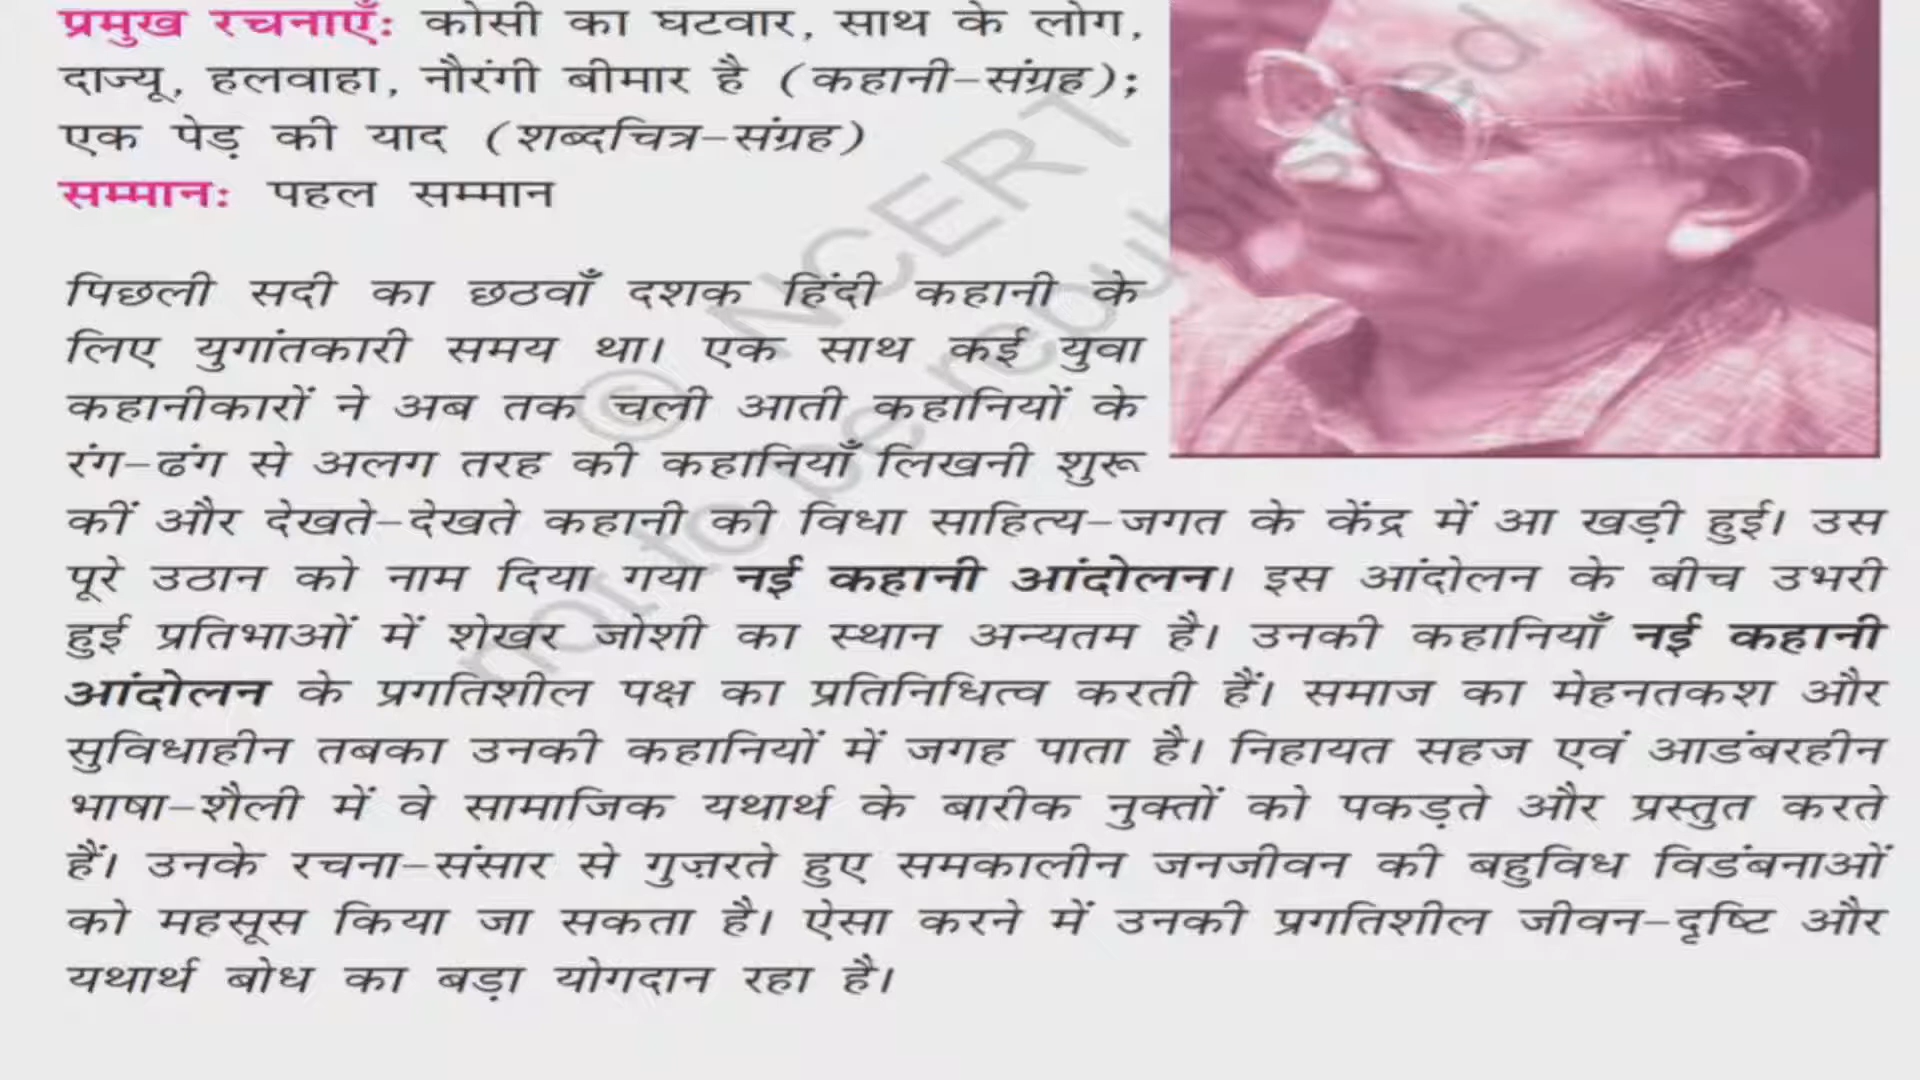 प्रमुख रचनाएँ: कोसी का घटवार, साथ के लोग,
दाज्यू, हलवाहा, नौरंगी बीमार है (कहानी-संग्रह);
एक पेड़ की याद (शब्दचित्र-संग्रह)
सम्मान: पहल सम्मान
पिछली सदी का छठवाँ दशक हिंदी कहानी के
लिए युगांतकारी समय था। एक साथ कई युवा
कहानीकारों ने अब तक चली आती कहानियों के
रंग-ढंग से अलग तरह की कहानियाँ लिखनी शुरू
कीं और देखते-देखते कहानी की विधा साहित्य-जगत के केंद्र में आ खड़ी हुई। उस
पूरे उठान को नाम दिया गया नई कहानी आंदोलन। इस आंदोलन के बीच उभरी
हुई प्रतिभाओं में शेखर जोशी का स्थान अन्यतम है। उनकी कहानियाँ नई कहानी
आंदोलन के प्रगतिशील पक्ष का प्रतिनिधित्व करती हैं। समाज का मेहनतकश और
सुविधाहीन तबका उनकी कहानियों में जगह पाता है। निहायत सहज एवं आडंबरहीन
भाषा-शैली में वे सामाजिक यथार्थ के बारीक नुक्तों को पकड़ते और प्रस्तुत करते
हैं। उनके रचना-संसार से गुज़रते हुए समकालीन जनजीवन की बहुविध विडंबनाओं
को महसूस किया जा सकता है। ऐसा करने में उनकी प्रगतिशील जीवन-दृष्टि और
यथार्थ बोध का बड़ा योगदान रहा है।
© NCERT
not to be republished